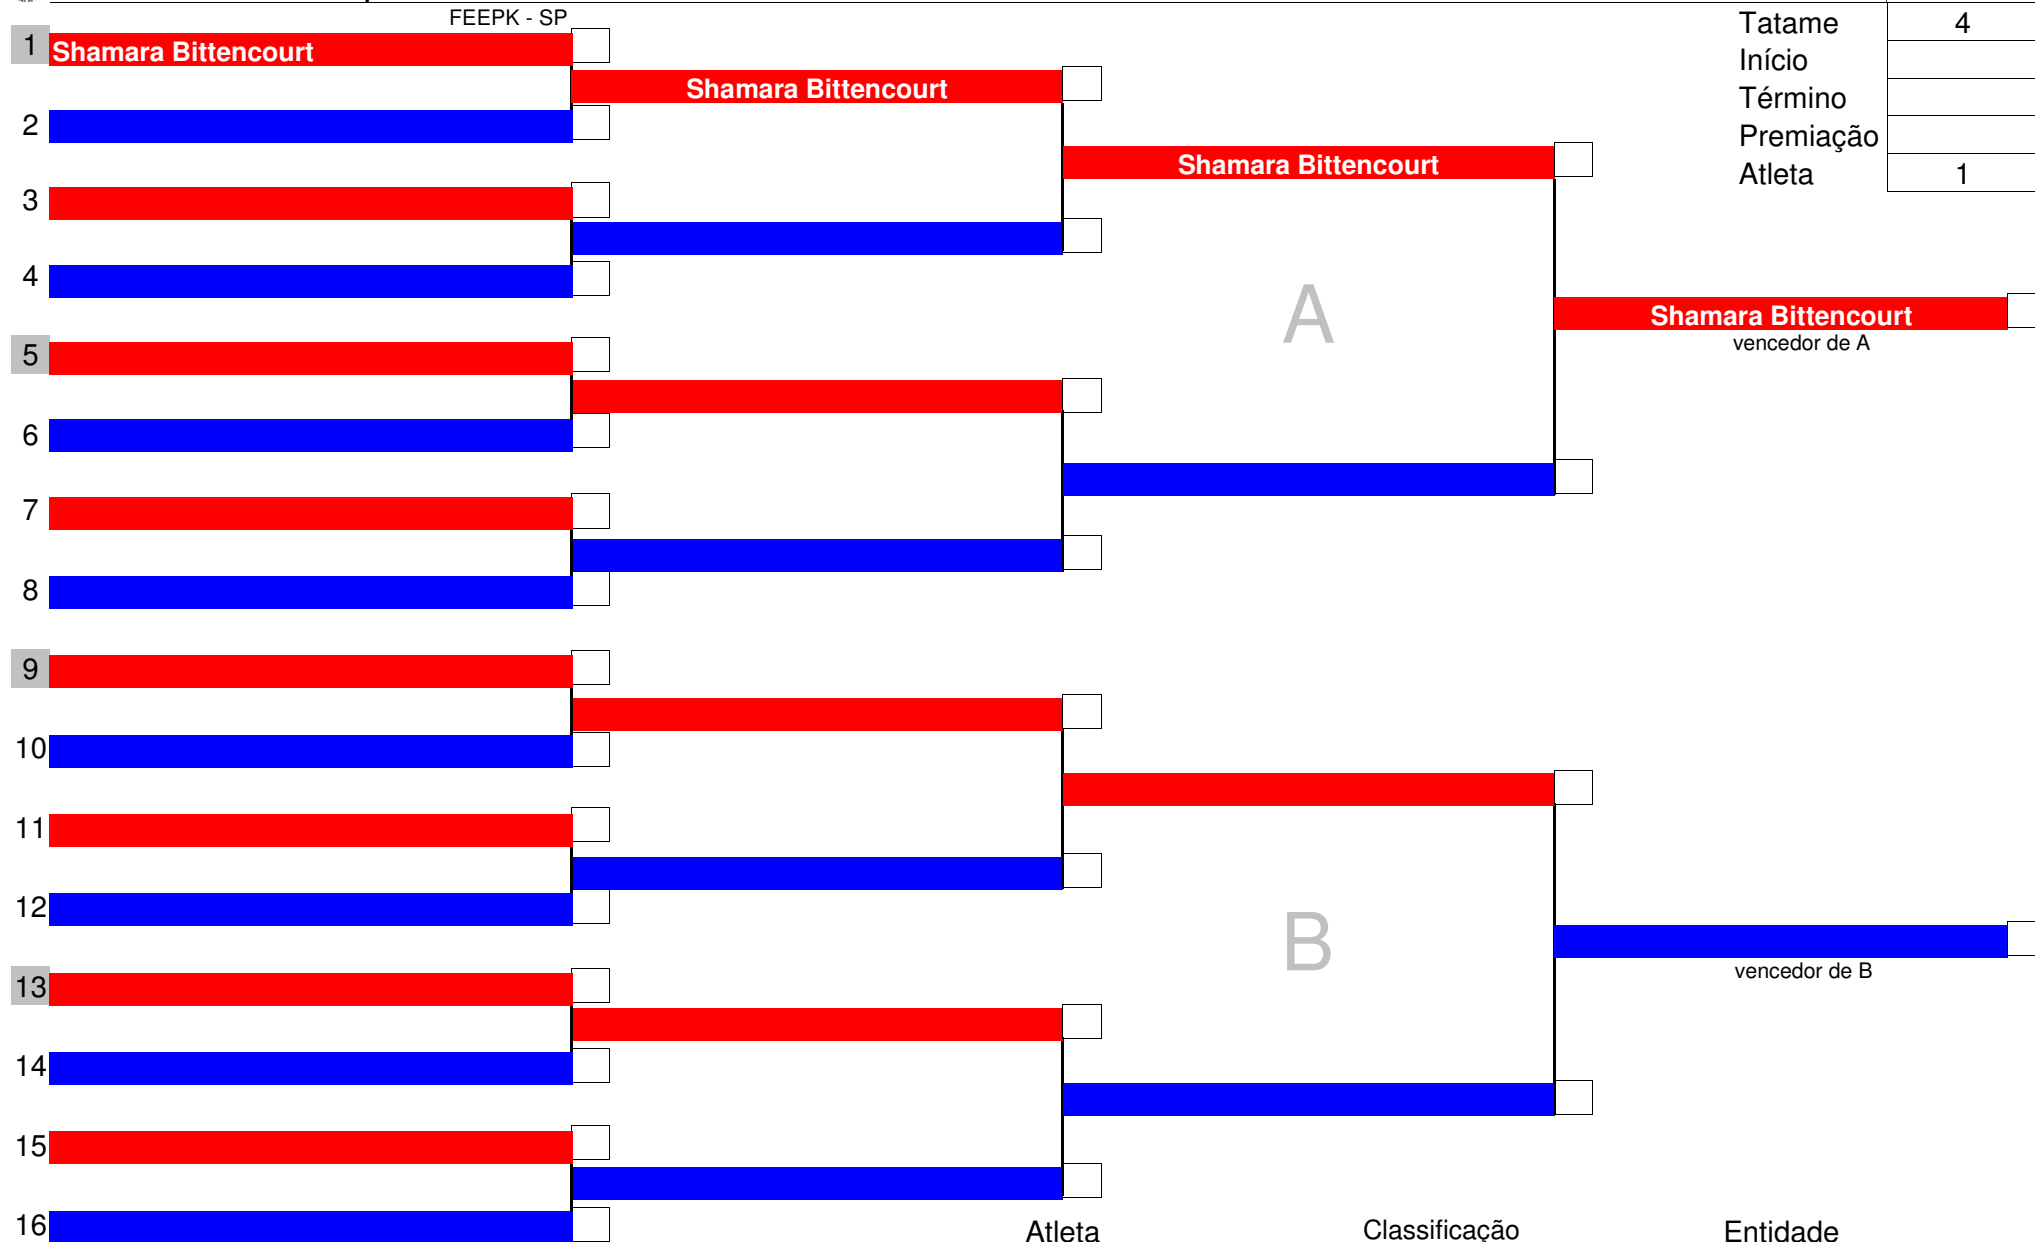 FEEPK - SP
Tatame 4
1 Shamara Bittencourt
Início
Shamara Bittencourt
Término
2
Premiação
Shamara Bittencourt
Atleta 1
3
4
A
Shamara Bittencourt
vencedor de A
5
6
7
8
9
10
11
12
B
vencedor de B
13
14
15
16
Atleta Classificação Entidade